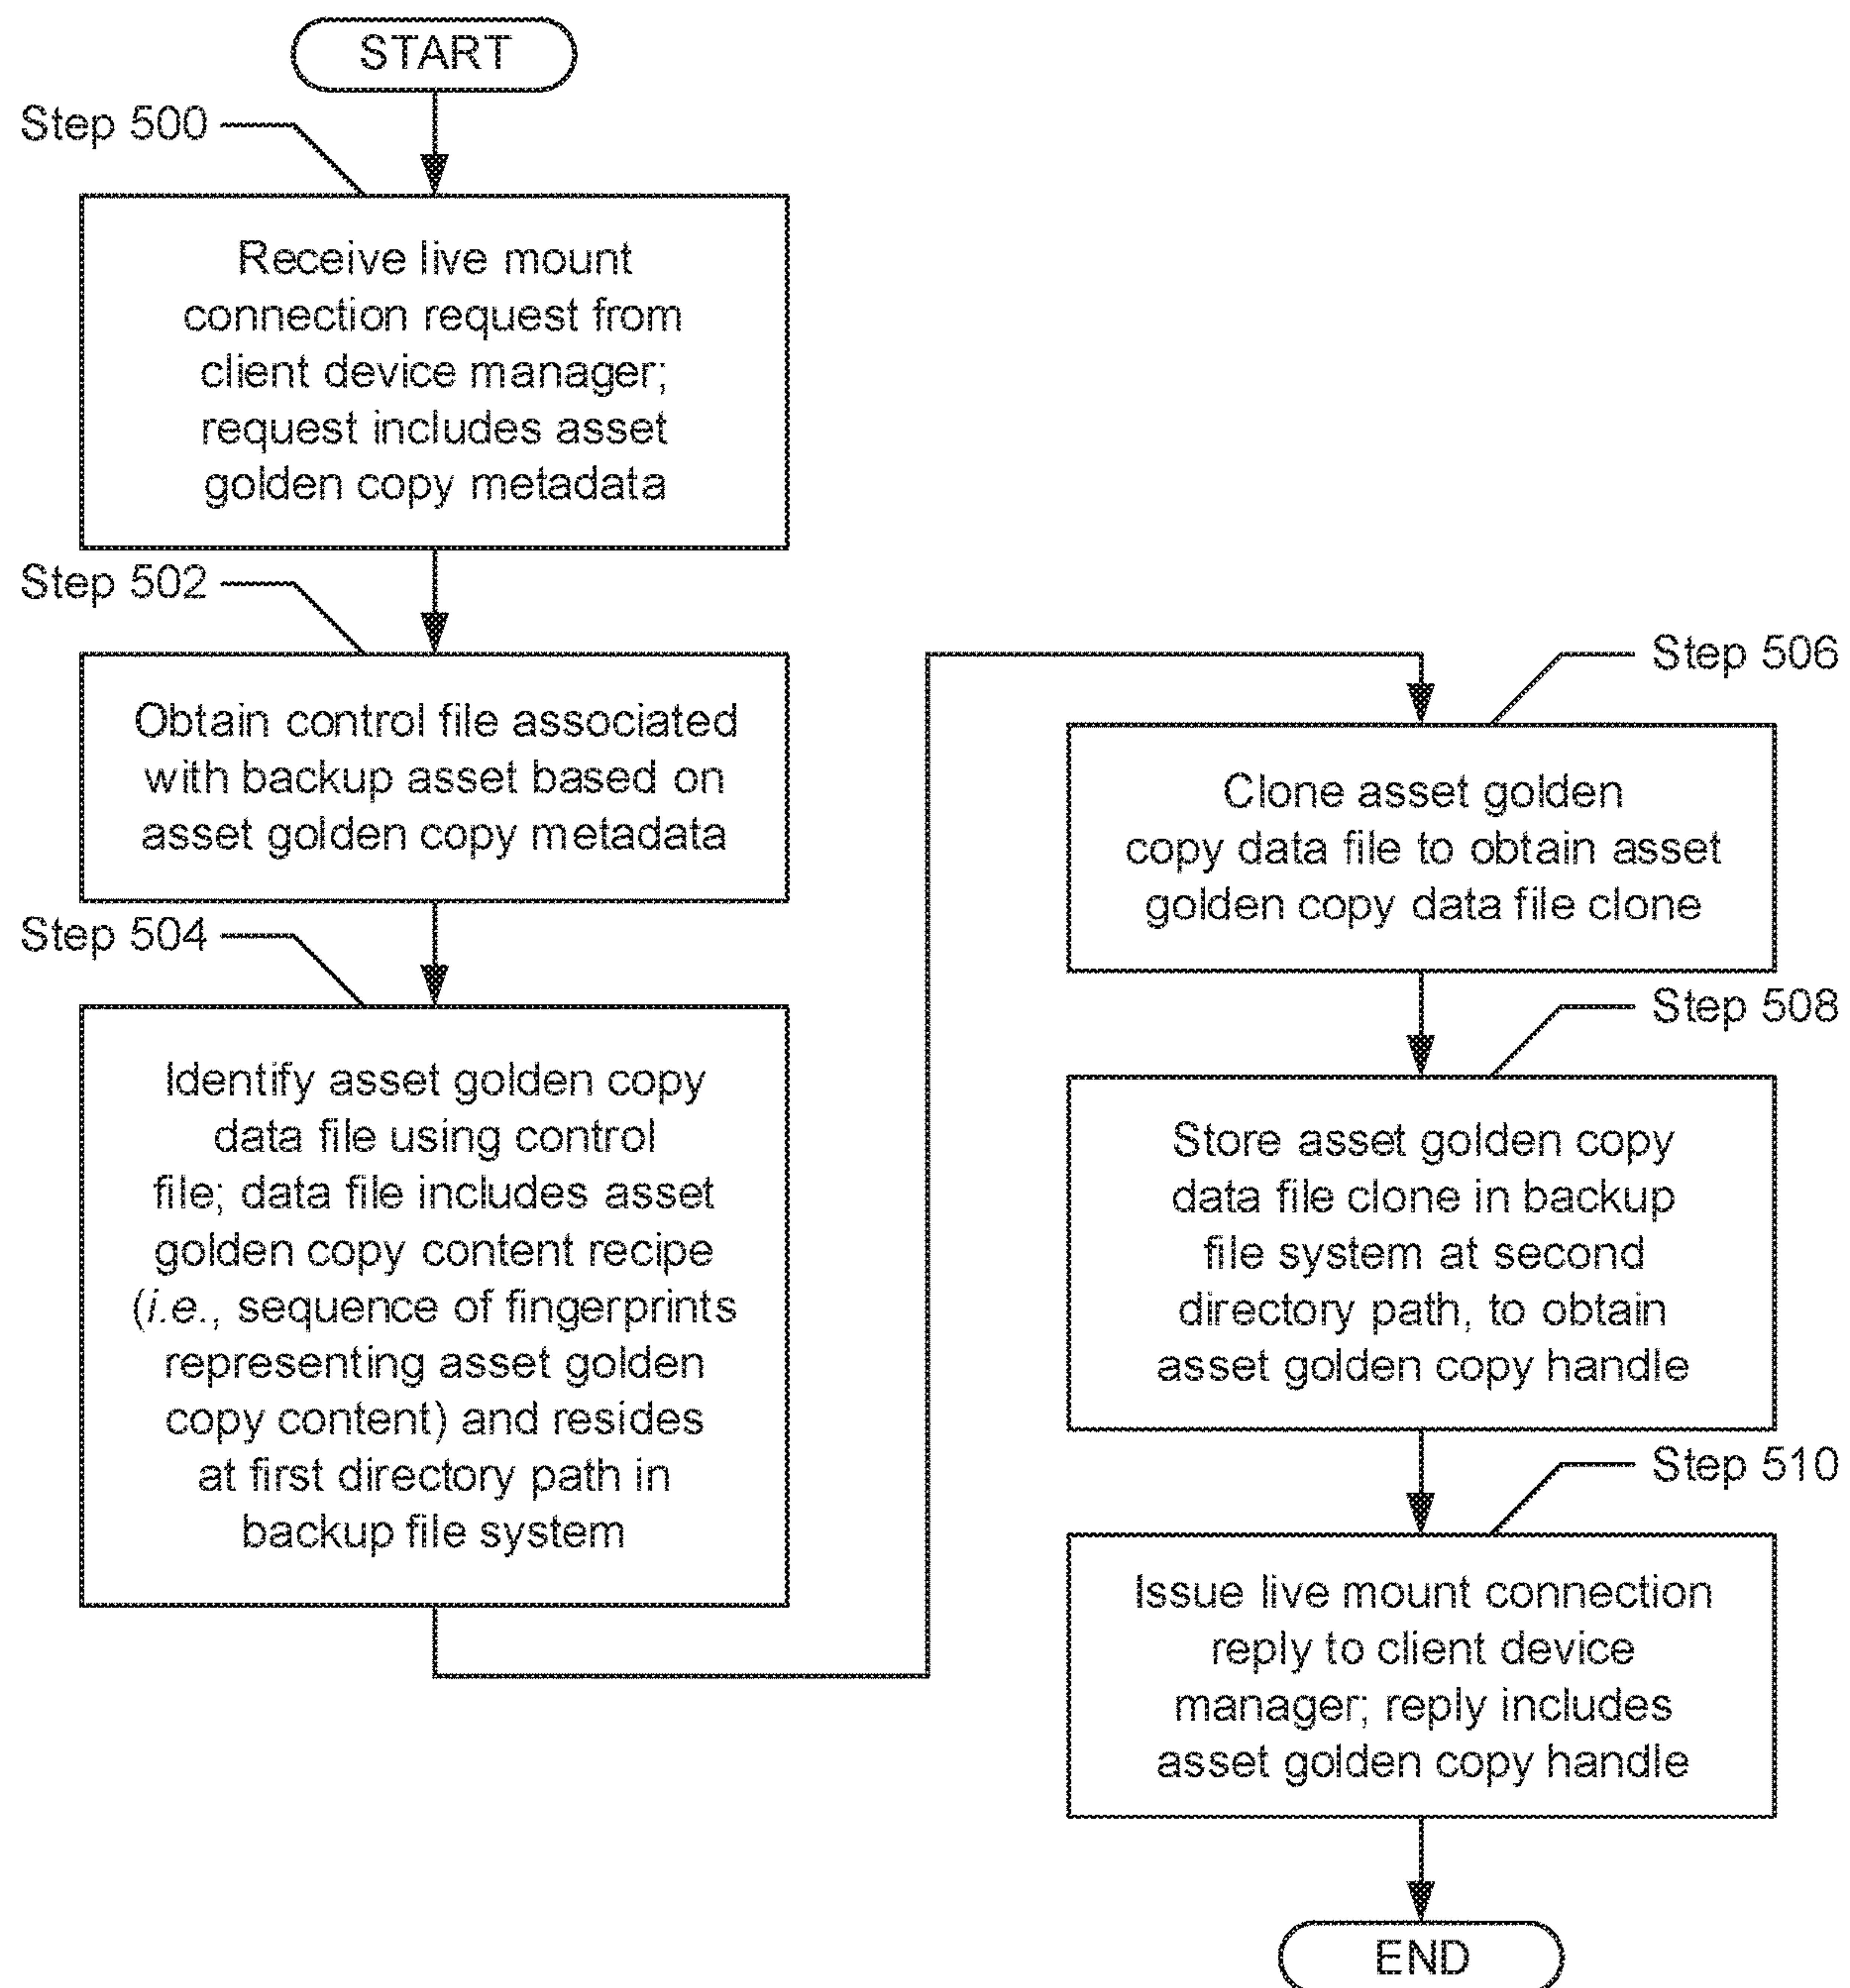 START
Step 500
Receive live mount
connection request from
client device manager;
request includes asset
golden copy metadata
Step 502
Obtain control file associated
with backup asset based on
asset golden copy metadata
Step 504
Identify asset golden copy
data file using control
file; data file includes asset
golden copy content recipe
(i.e., sequence of fingerprints
representing asset golden
copy content) and resides
at first directory path in
backup file system
Step 506
Clone asset golden
copy data file to obtain asset
golden copy data file clone
Step 508
Store asset golden copy
data file clone in backup
file system at second
directory path, to obtain
asset golden copy handle
Step 510
Issue live mount connection
reply to client device
manager; reply includes
asset golden copy handle
END